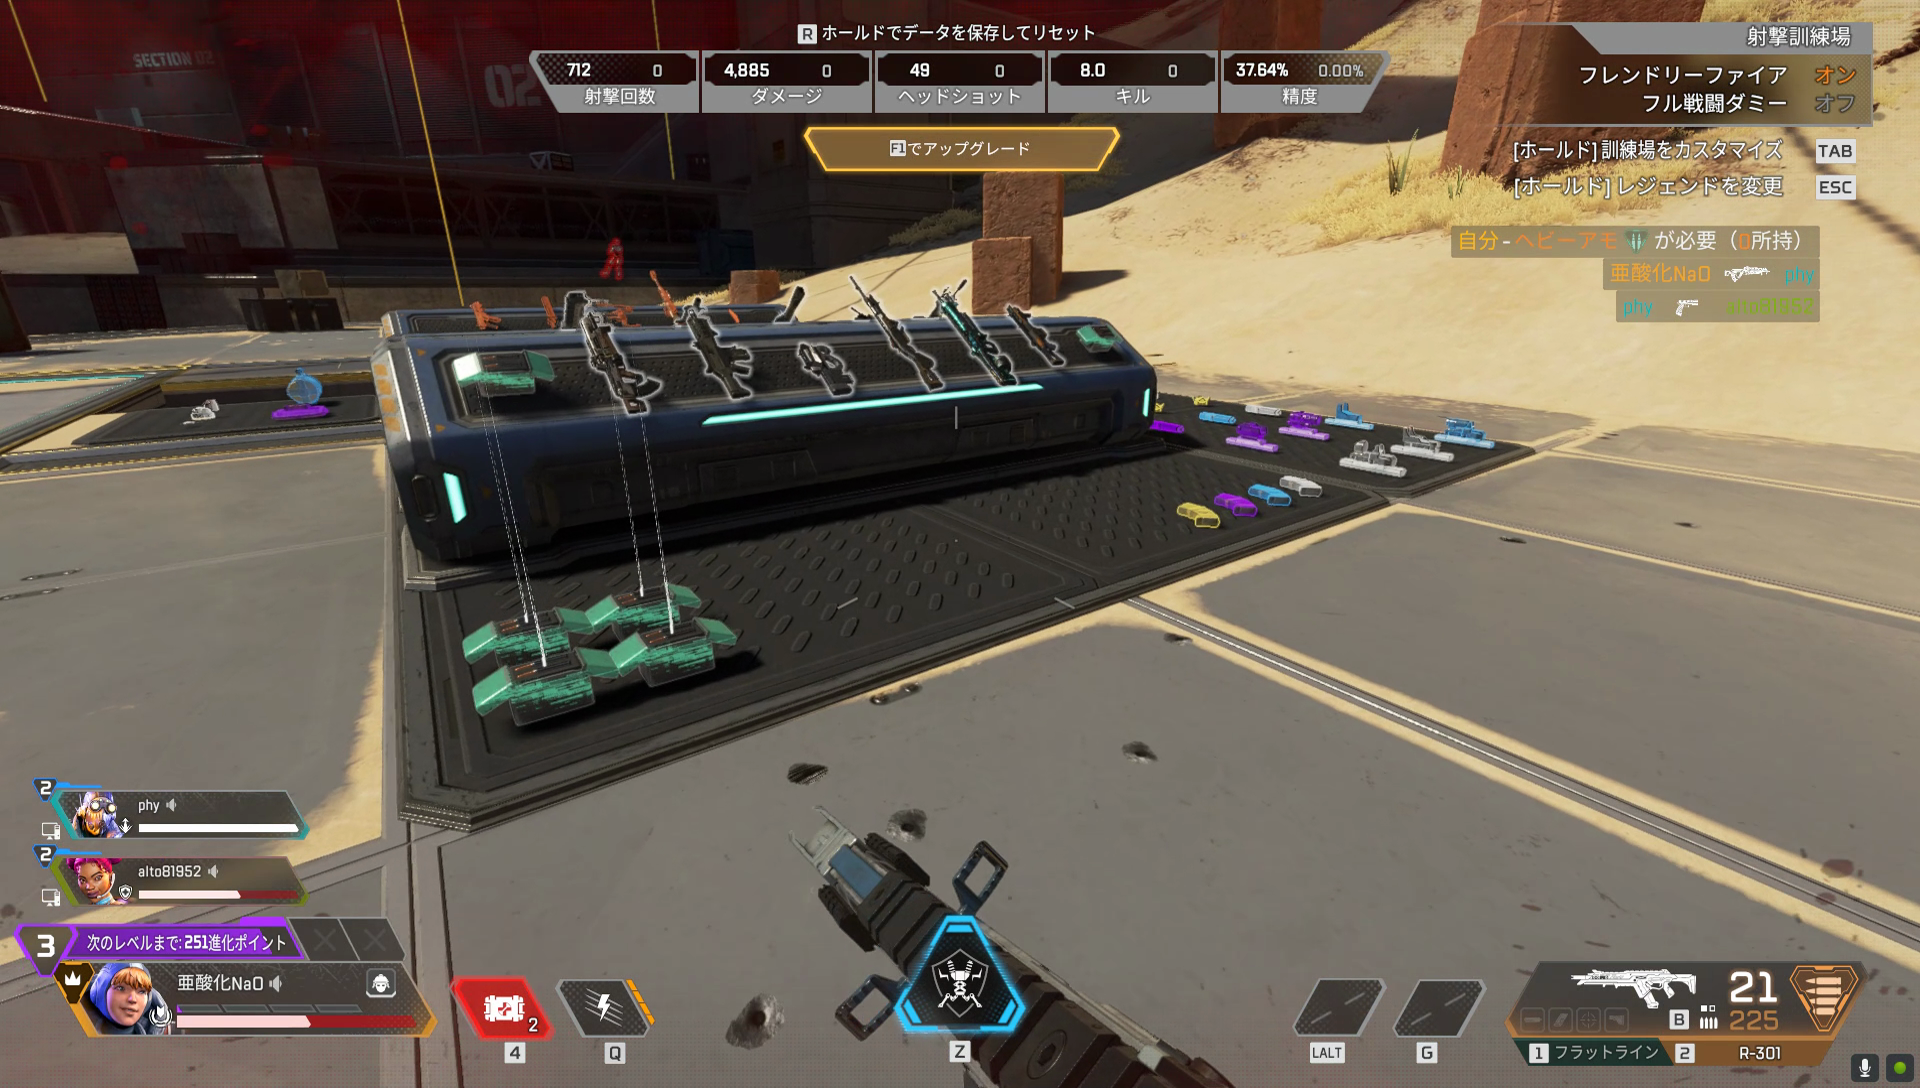 R ホールドでデータを保存してリセット
712 0
射撃回数
4,885 0
ダメージ
49 0
ヘッドショット
8.0 0
キル
37.64% 0.00%
精度
F1でアップグレード
射撃訓練場
フレンドリーファイア オン
フル戦闘ダミー オフ
[ホールド]訓練場をカスタマイズ TAB
[ホールド]レジェンドを変更 ESC
自分-ヘビーアモ が必要(0所持)
亜酸化NaO phy
phy alto81952
SECTION 02
02
2
phy
2
alto81952
3
次のレベルまで:251進化ポイント
亜酸化NaO
2
4
Q
Z
LALT
G
21
B
225
1 フラットライン
2 R-301